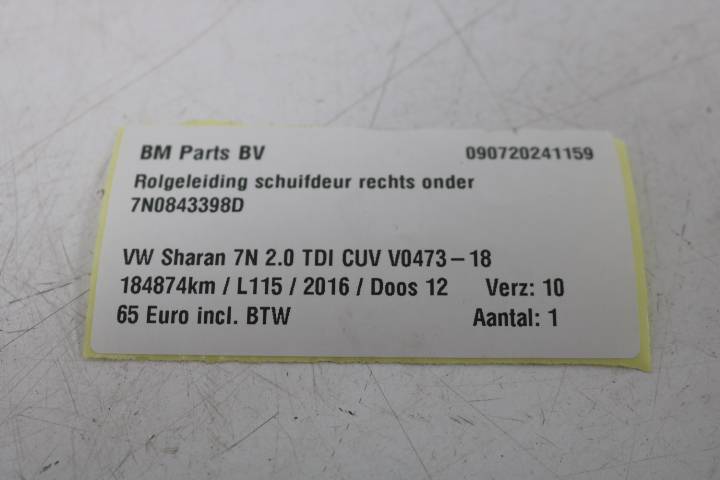 BM Parts BV 090720241159
Rolgeleiding schuifdeur rechts onder
7N0843398D
VW Sharan 7N 2.0 TDI CUV V0473-18
184874km / L115 / 2016 / Doos 12 Verz: 10
65 Euro incl. BTW Aantal: 1